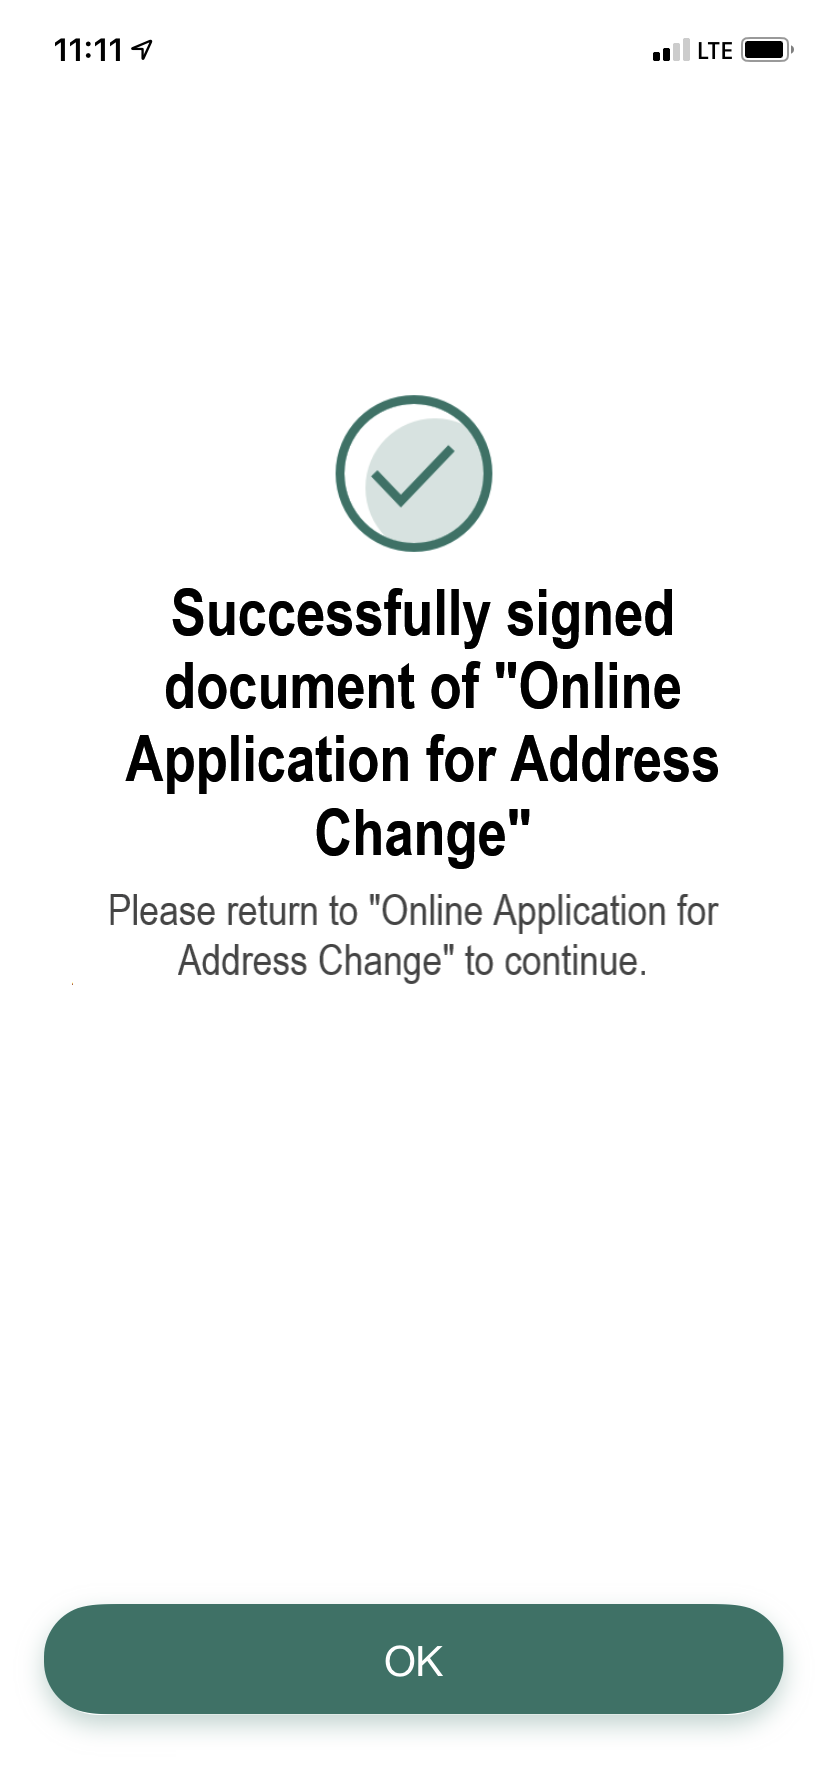 11:11 LTE
Successfully signed
document of "Online
Application for Address
Change"
Please return to "Online Application for
Address Change" to continue.
OK